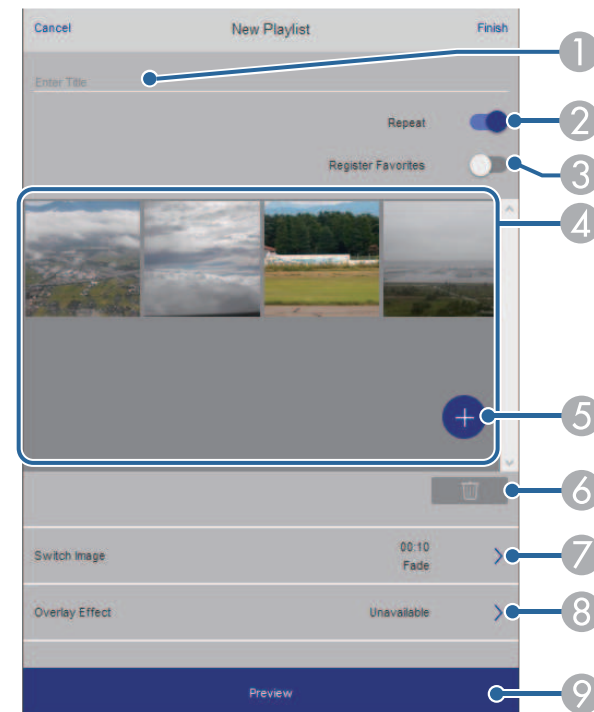 Cancel New Playlist Finish
1
Enter Title
Repeat
2
Register Favorites
3
4
5
6
Switch Image 00:10
Fade
7
Overlay Effect Unavailable
8
Preview
9